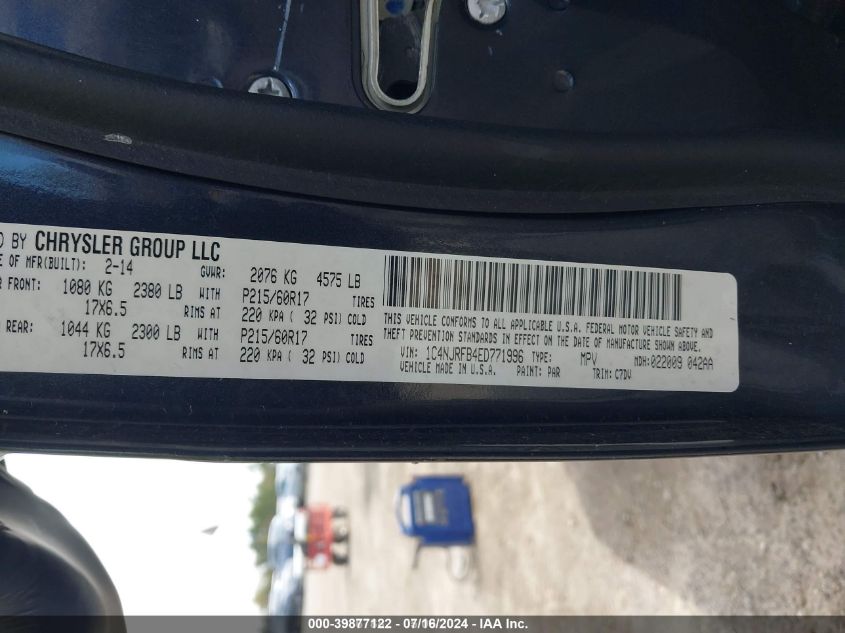 D BY CHRYSLER GROUP LLC
E OF MFR(BUILT): 2-14 GVWR: 2076 KG 4575 LB
FRONT: 1080 KG 2380 LB WITH P215/60R17 TIRES
17X6.5 RIMS AT 220 KPA ( 32 PSI) COLD
REAR: 1044 KG 2300 LB WITH P215/60R17 TIRES
17X6.5 RIMS AT 220 KPA ( 32 PSI) COLD
THIS VEHICLE CONFORMS TO ALL APPLICABLE U.S.A. FEDERAL MOTOR VEHICLE SAFETY AND
THEFT PREVENTION STANDARDS IN EFFECT ON THE DATE OF MANUFACTURE SHOWN ABOVE.
VIN: 1C4NJRFB4ED771996 TYPE: MPV MDH:022009 042AA
VEHICLE MADE IN U.S.A. PAINT: PAR TRIM: C7DV
000-39877122 - 07/16/2024 - IAA Inc.